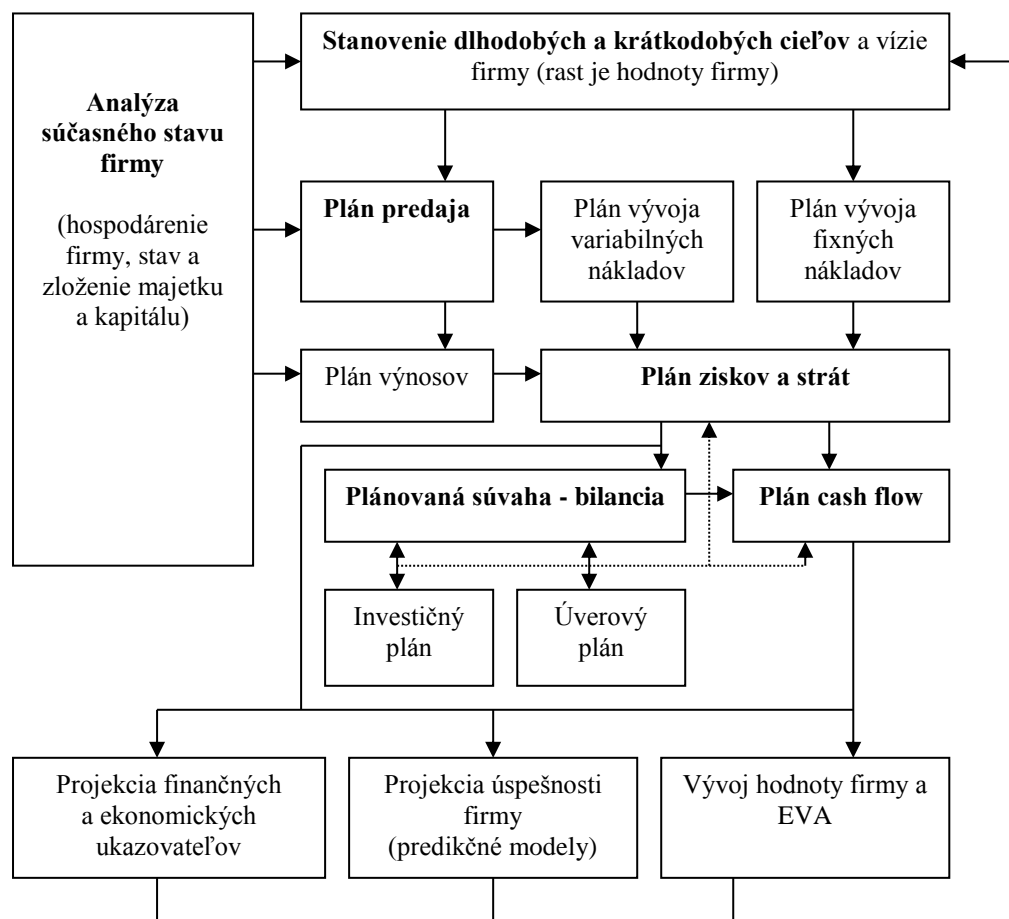 Stanovenie dlhodobých a krátkodobých cieľov a vízie
firmy (rast je hodnoty firmy)
Analýza
súčasného stavu
firmy
(hospodárenie
firmy, stav a
zloženie majetku
a kapitálu)
Plán predaja
Plán vývoja
variabilných
nákladov
Plán vývoja
fixných
nákladov
Plán výnosov
Plán ziskov a strát
Plánovaná súvaha - bilancia
Plán cash flow
Investičný
plán
Úverový
plán
Projekcia finančných
a ekonomických
ukazovateľov
Projekcia úspešnosti
firmy
(predikčné modely)
Vývoj hodnoty firmy a
EVA